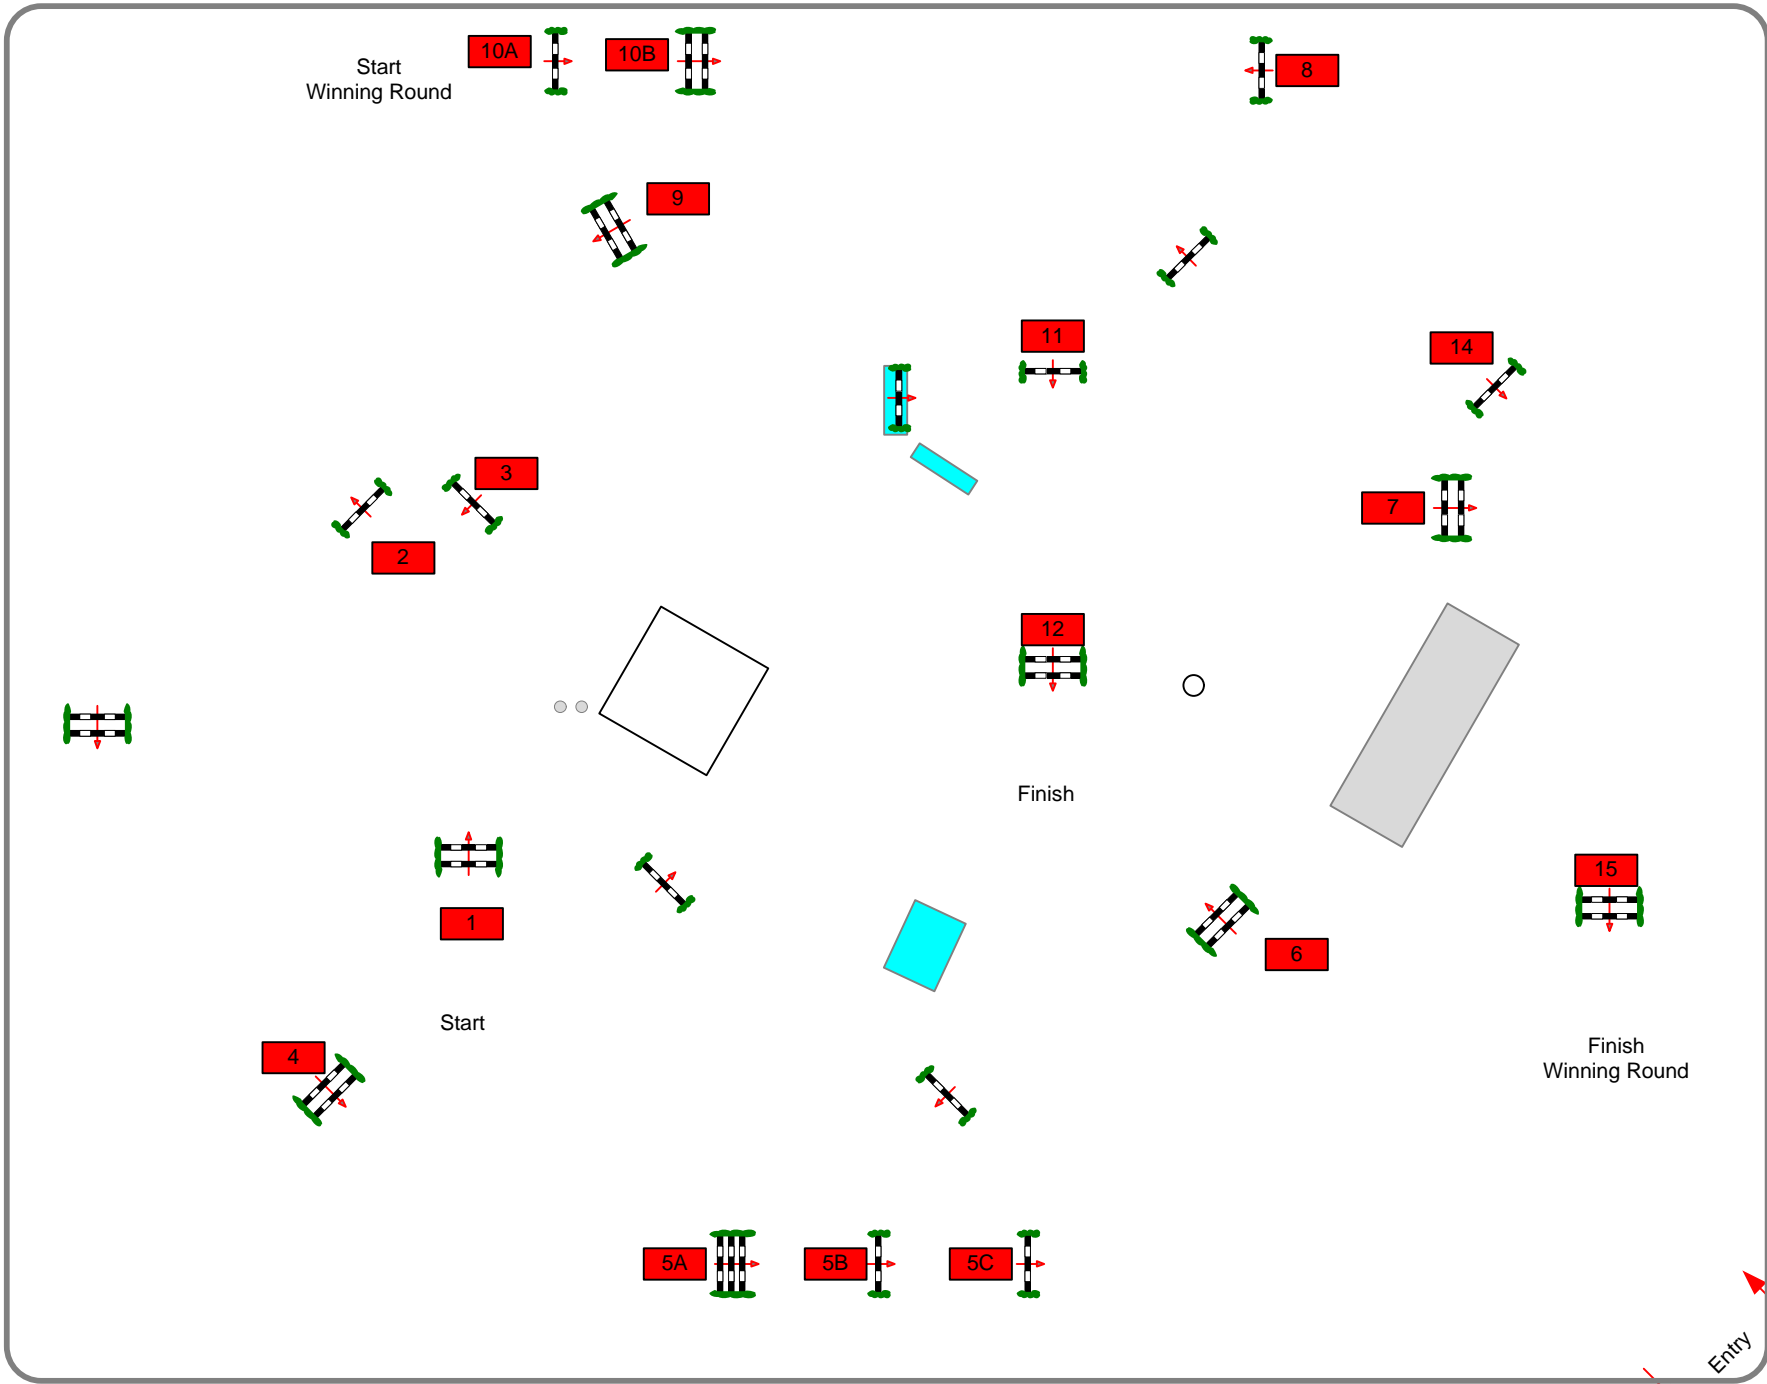 10A
10B
8
Start
Winning Round
9
11
14
3
7
2
12
Finish
15
1
6
Start
4
Finish
Winning Round
5A
5B
5C
Entry